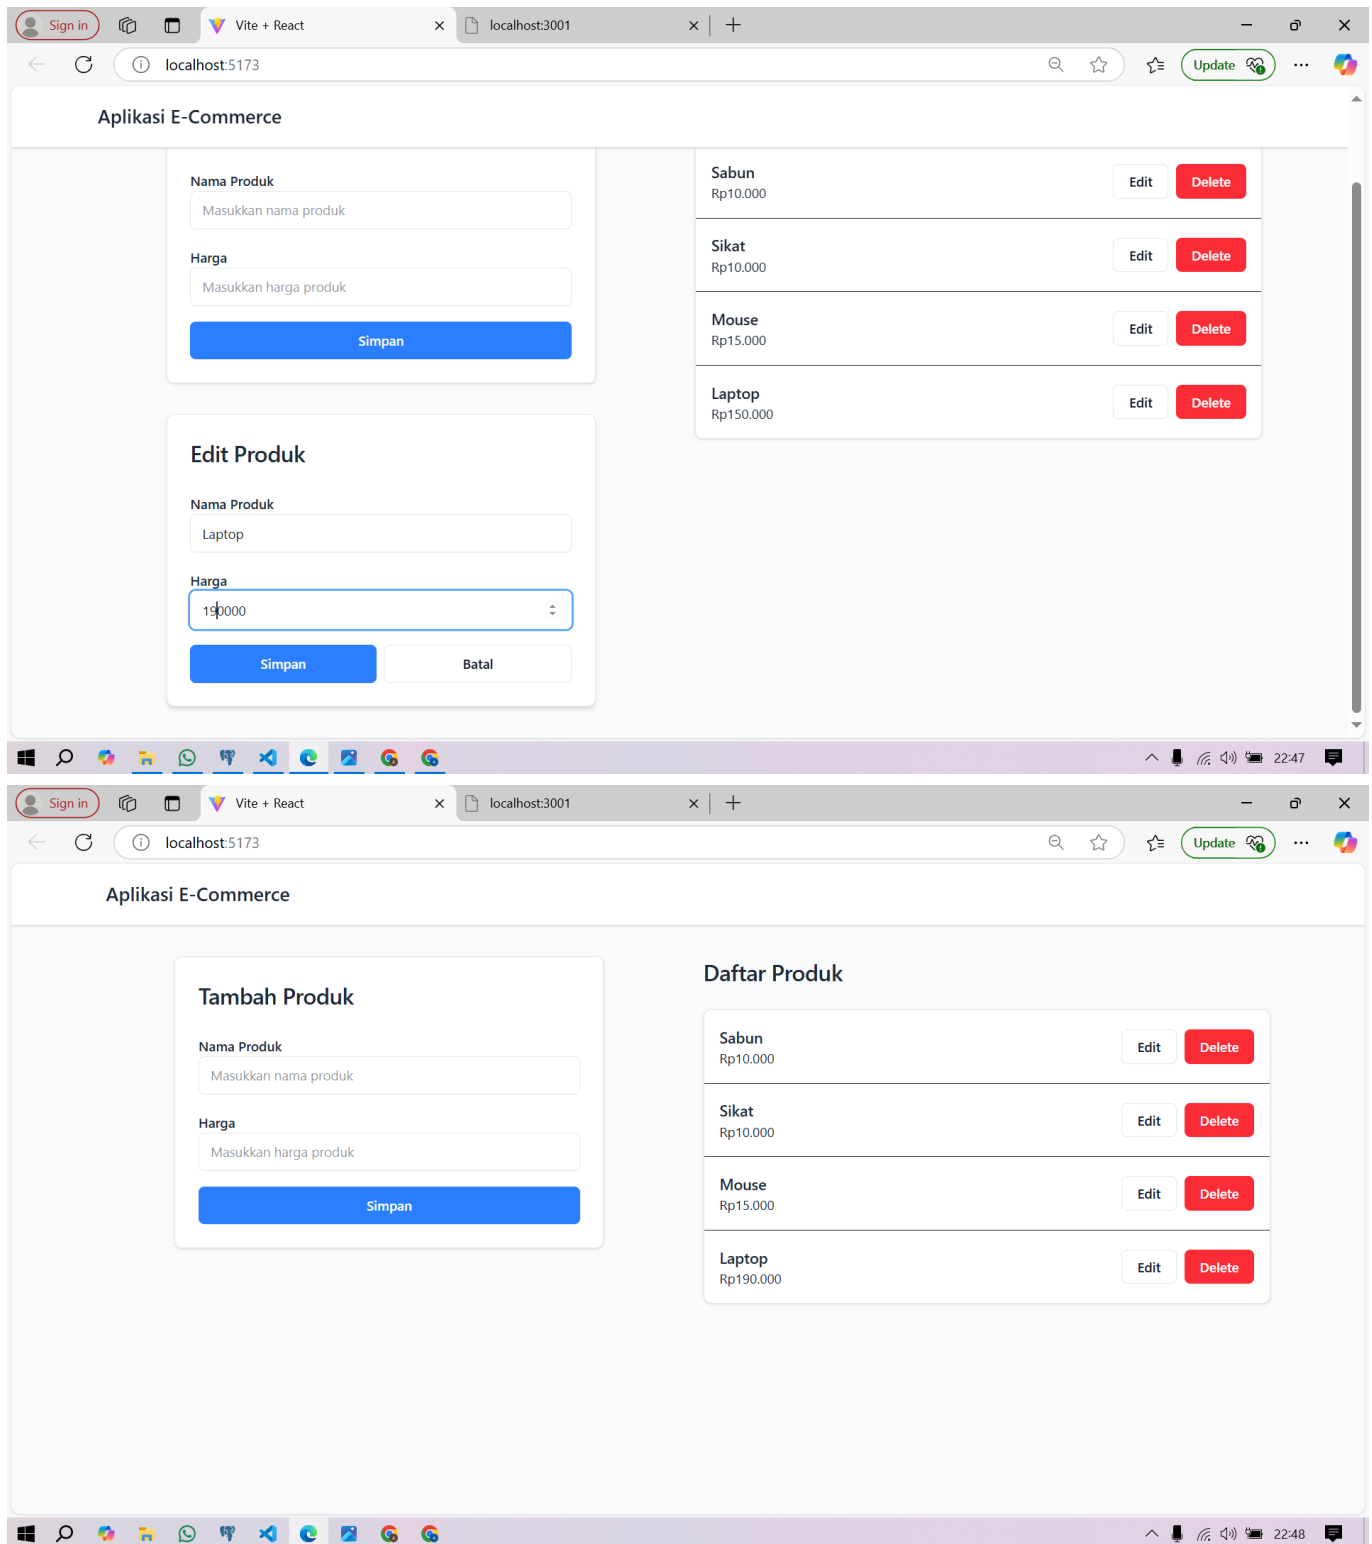 Sign in
Vite + React
localhost:3001
localhost:5173
Update
Aplikasi E-Commerce
Nama Produk
Masukkan nama produk
Harga
Masukkan harga produk
Simpan
Sabun
Rp10.000
Edit
Delete
Sikat
Rp10.000
Edit
Delete
Mouse
Rp15.000
Edit
Delete
Laptop
Rp150.000
Edit
Delete
Edit Produk
Nama Produk
Laptop
Harga
190000
Simpan
Batal
22:47
Sign in
Vite + React
localhost:3001
localhost:5173
Update
Aplikasi E-Commerce
Tambah Produk
Nama Produk
Masukkan nama produk
Harga
Masukkan harga produk
Simpan
Daftar Produk
Sabun
Rp10.000
Edit
Delete
Sikat
Rp10.000
Edit
Delete
Mouse
Rp15.000
Edit
Delete
Laptop
Rp190.000
Edit
Delete
22:48